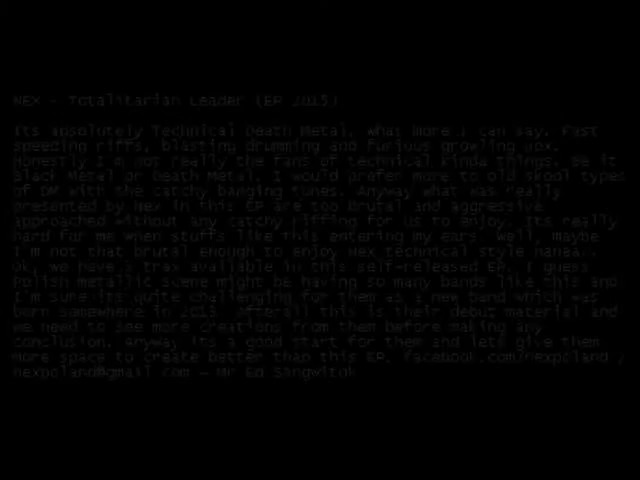 NEX - Totalitarian Leader (EP 2015)
Its absolutely Technical Death Metal, what more I can say. Fast
speeding riffs, blasting drumming and furious growling vox.
Honestly I'm not really the fans of technical kinda things. Be it
Black Metal or Death Metal, I would prefer more to old skool types
of DM with the catchy banging tunes. Anyway what was really
presented by Nex in this EP are too Brutal and aggressive
approached without any catchy riffing for us to enjoy. Its really
hard for me when stuffs like this entering my ears. Well, maybe
I'm not that brutal enough to enjoy Nex technical style
Ok, we have 3 trax available in this self-released EP. I guess
Polish metallic scene might be having so many bands like this and
I'm sure its quite challenging for them as a new band which was
born somewhere in 2013. Afterall this is their debut material and
we need to see more creations from them before making any
conclusion. Anyway its a good start for them and lets give them
more space to create better than this EP. facebook.com/nexpoland /
nexpoland@gmail.com - Mr Ed Sangwitok